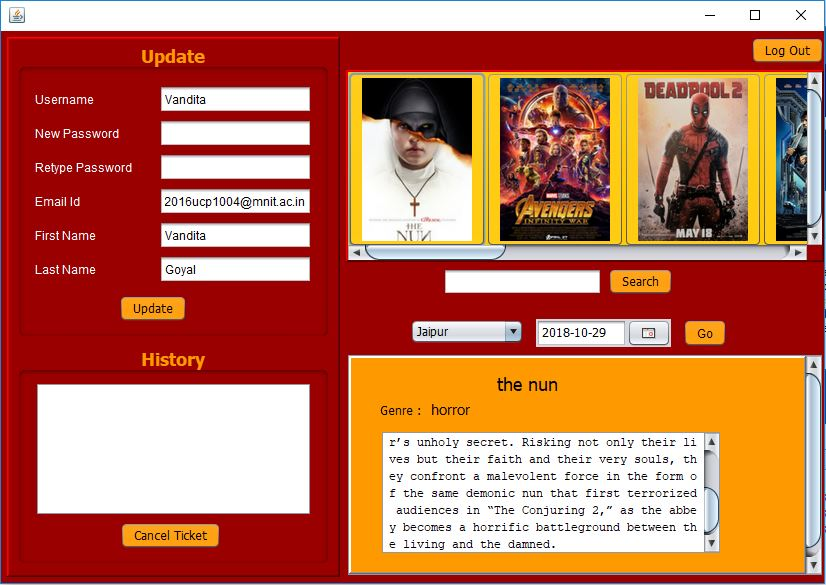 Update
Username
Vandita
New Password
Retype Password
Email Id
2016ucp1004@mnit.ac.in
First Name
Vandita
Last Name
Goyal
Update
History
Cancel Ticket
Log Out
THE
NUN
MARVEL STUDIOS
AVENGERS
INFINITY WAR
APRIL 27
DEADPOOL 2
MAY 18
Search
Jaipur
2018-10-29
Go
the nun
Genre : horror
r’s unholy secret. Risking not only their li
ves but their faith and their very souls, th
ey confront a malevolent force in the form o
f the same demonic nun that first terrorized
audiences in “The Conjuring 2,” as the abbe
y becomes a horrific battleground between th
e living and the damned.